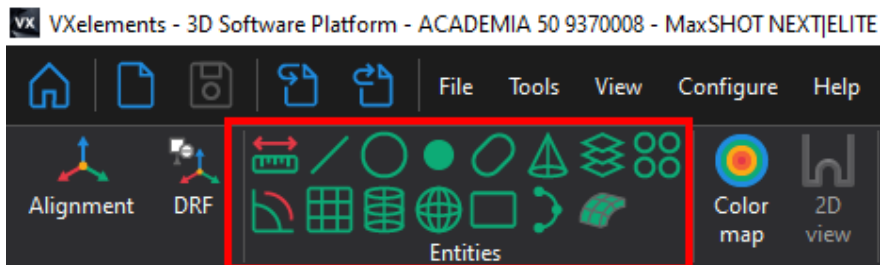 VX VXelements - 3D Software Platform - ACADEMIA 50 9370008 - MaxSHOT NEXT|ELITE
File Tools View Configure Help
Alignment DRF Entities Color map 2D view